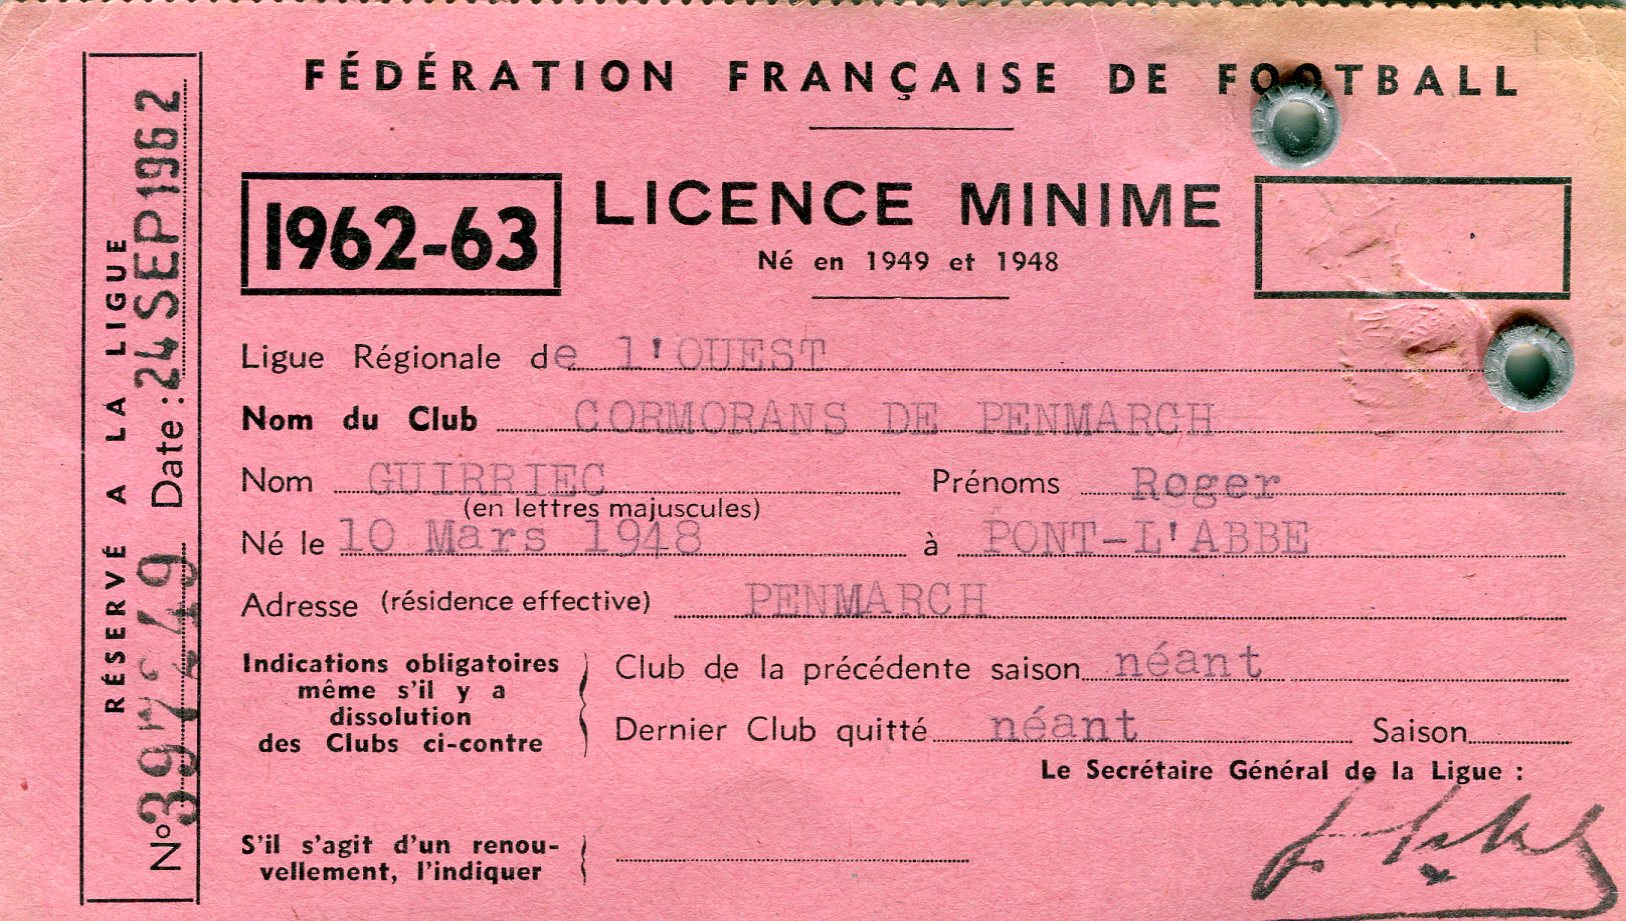 FÉDÉRATION FRANÇAISE DE FOOTBALL
1962-63
LICENCE MINIME
Né en 1949 et 1948
RÉSERVÉ A LA LIGUE
Date : 24 SEP 1962
Ligue Régionale de l'OUEST
Nom du Club CORMORANS DE PENMARCH
Nom GUIRRIEC Prénoms Roger
(en lettres majuscules)
Né le 10 Mars 1948 à PONT-L'ABBE
Adresse (résidence effective) PENMARCH
Indications obligatoires
même s'il y a
dissolution
des Clubs ci-contre
Club de la précédente saison néant
Dernier Club quitté néant Saison
Le Secrétaire Général de la Ligue :
S'il s'agit d'un renou-
vellement, l'indiquer